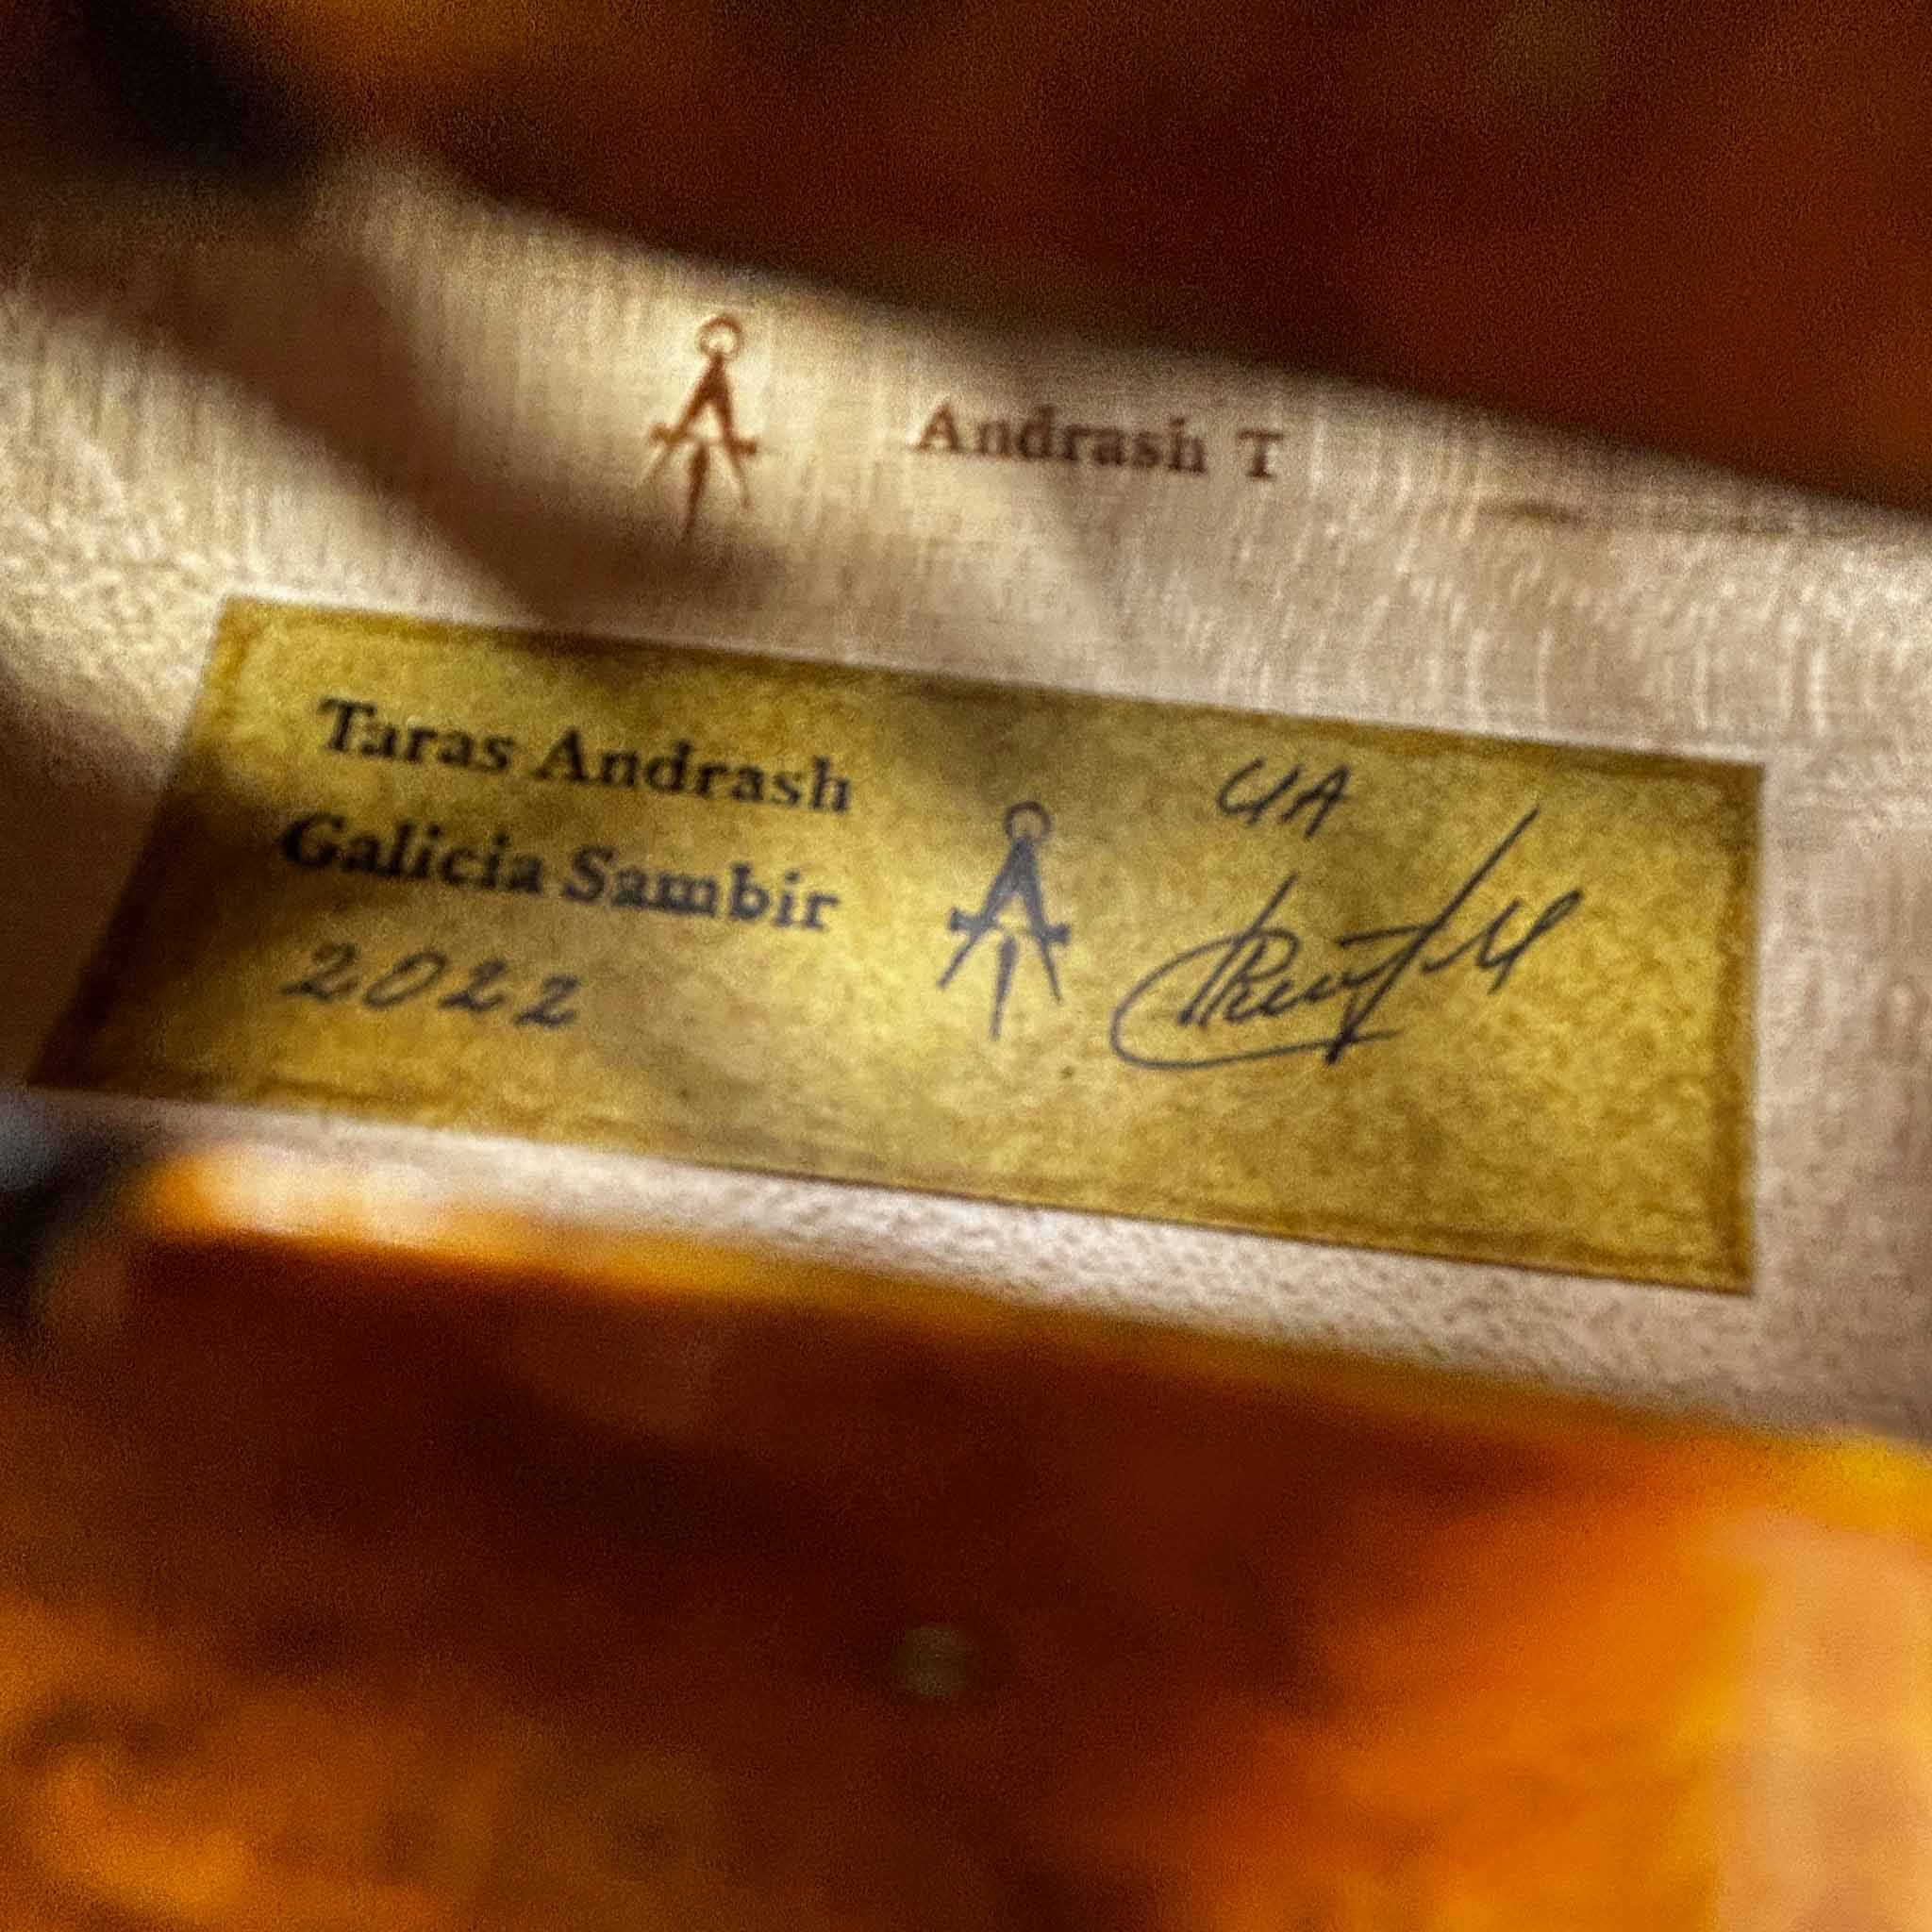 Andrash T
Taras Andrash
Galicia Sambir
2022
UA